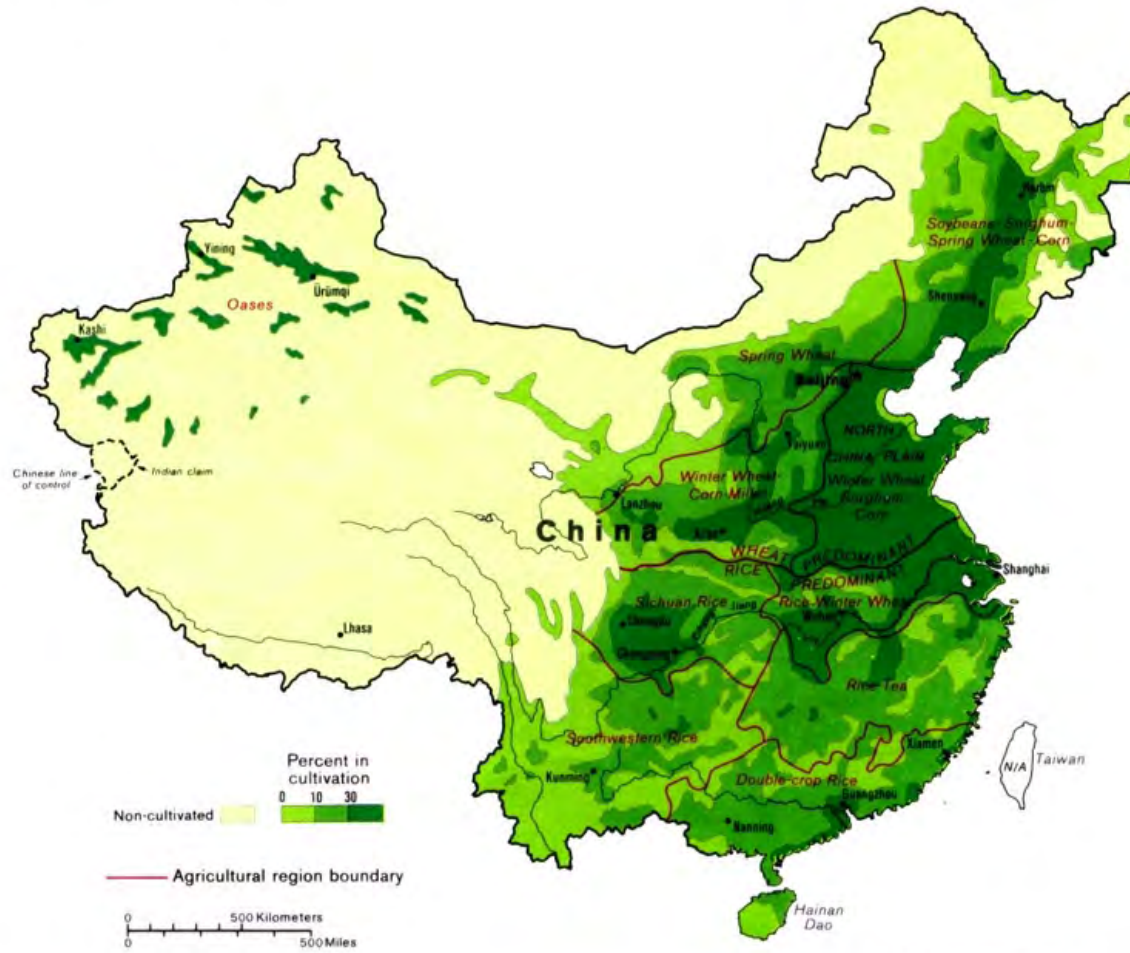 Harbin
Soybeans-Sorghum-
Spring Wheat-Corn
Shenyang
Yining
Ürümqi
Oases
Kashi
Spring Wheat
Beijing
Taiyuan
NORTH
CHINA PLAIN
Winter Wheat
Sorghum
Corn
Chinese line
of control
Indian claim
Winter Wheat-
Corn-Millet
Lanzhou
Huang
China
Xi'an
WHEAT PREDOMINANT
RICE PREDOMINANT
Shanghai
Sichuan Rice
Jiang
Rice-Winter Wheat
Wuhan
Chengdu
Chongqing
Lhasa
Rice-Tea
Southwestern Rice
Xiamen
Taiwan
N/A
Kunming
Double-crop Rice
Guangzhou
Nanning
Hainan
Dao
Percent in
cultivation
0 10 30
Non-cultivated
Agricultural region boundary
0 500 Kilometers
0 500 Miles